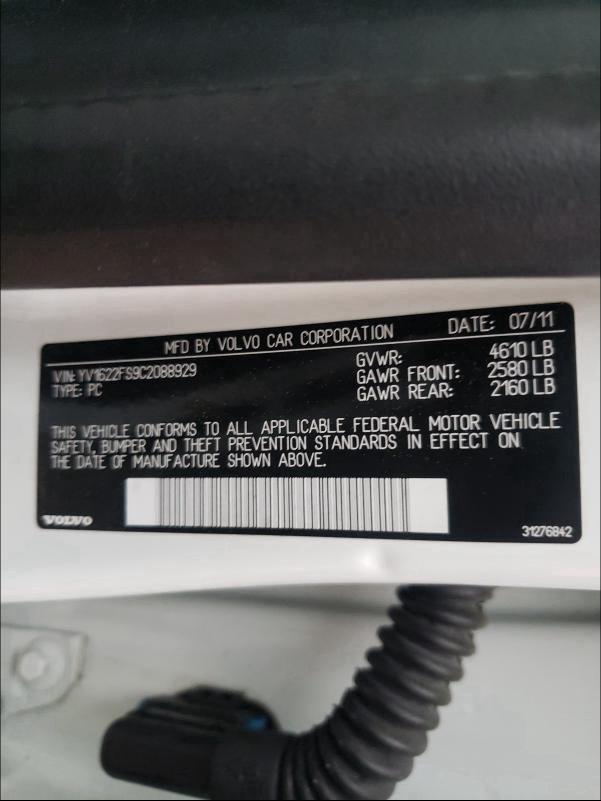 MFD BY VOLVO CAR CORPORATION DATE: 07/11
VIN: YV1622FS9C2088929
TYPE: PC
GVWR: 4610 LB
GAWR FRONT: 2580 LB
GAWR REAR: 2160 LB
THIS VEHICLE CONFORMS TO ALL APPLICABLE FEDERAL MOTOR VEHICLE
SAFETY, BUMPER AND THEFT PREVENTION STANDARDS IN EFFECT ON
THE DATE OF MANUFACTURE SHOWN ABOVE.
VOLVO
31276842